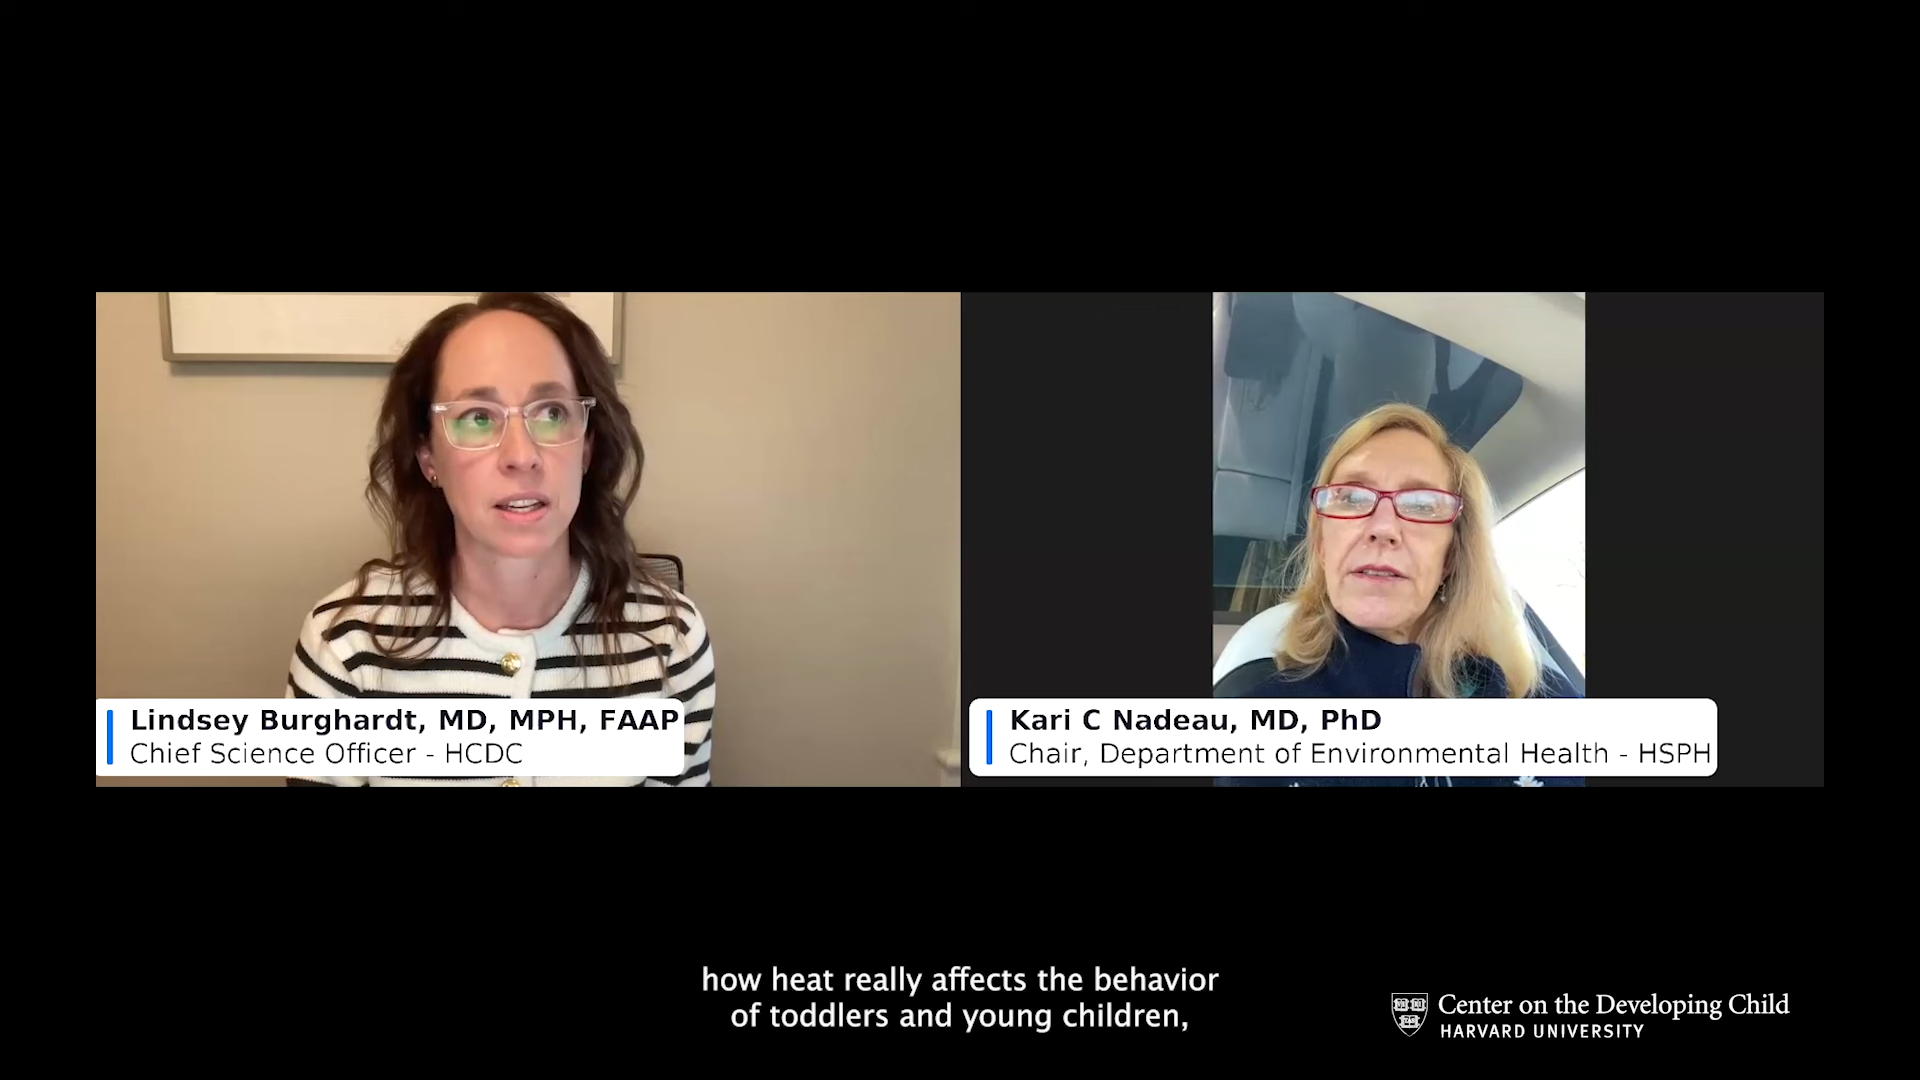 Lindsey Burghardt, MD, MPH, FAAP
Chief Science Officer - HCDC
Kari C Nadeau, MD, PhD
Chair, Department of Environmental Health - HSPH
how heat really affects the behavior
of toddlers and young children,
Center on the Developing Child
HARVARD UNIVERSITY